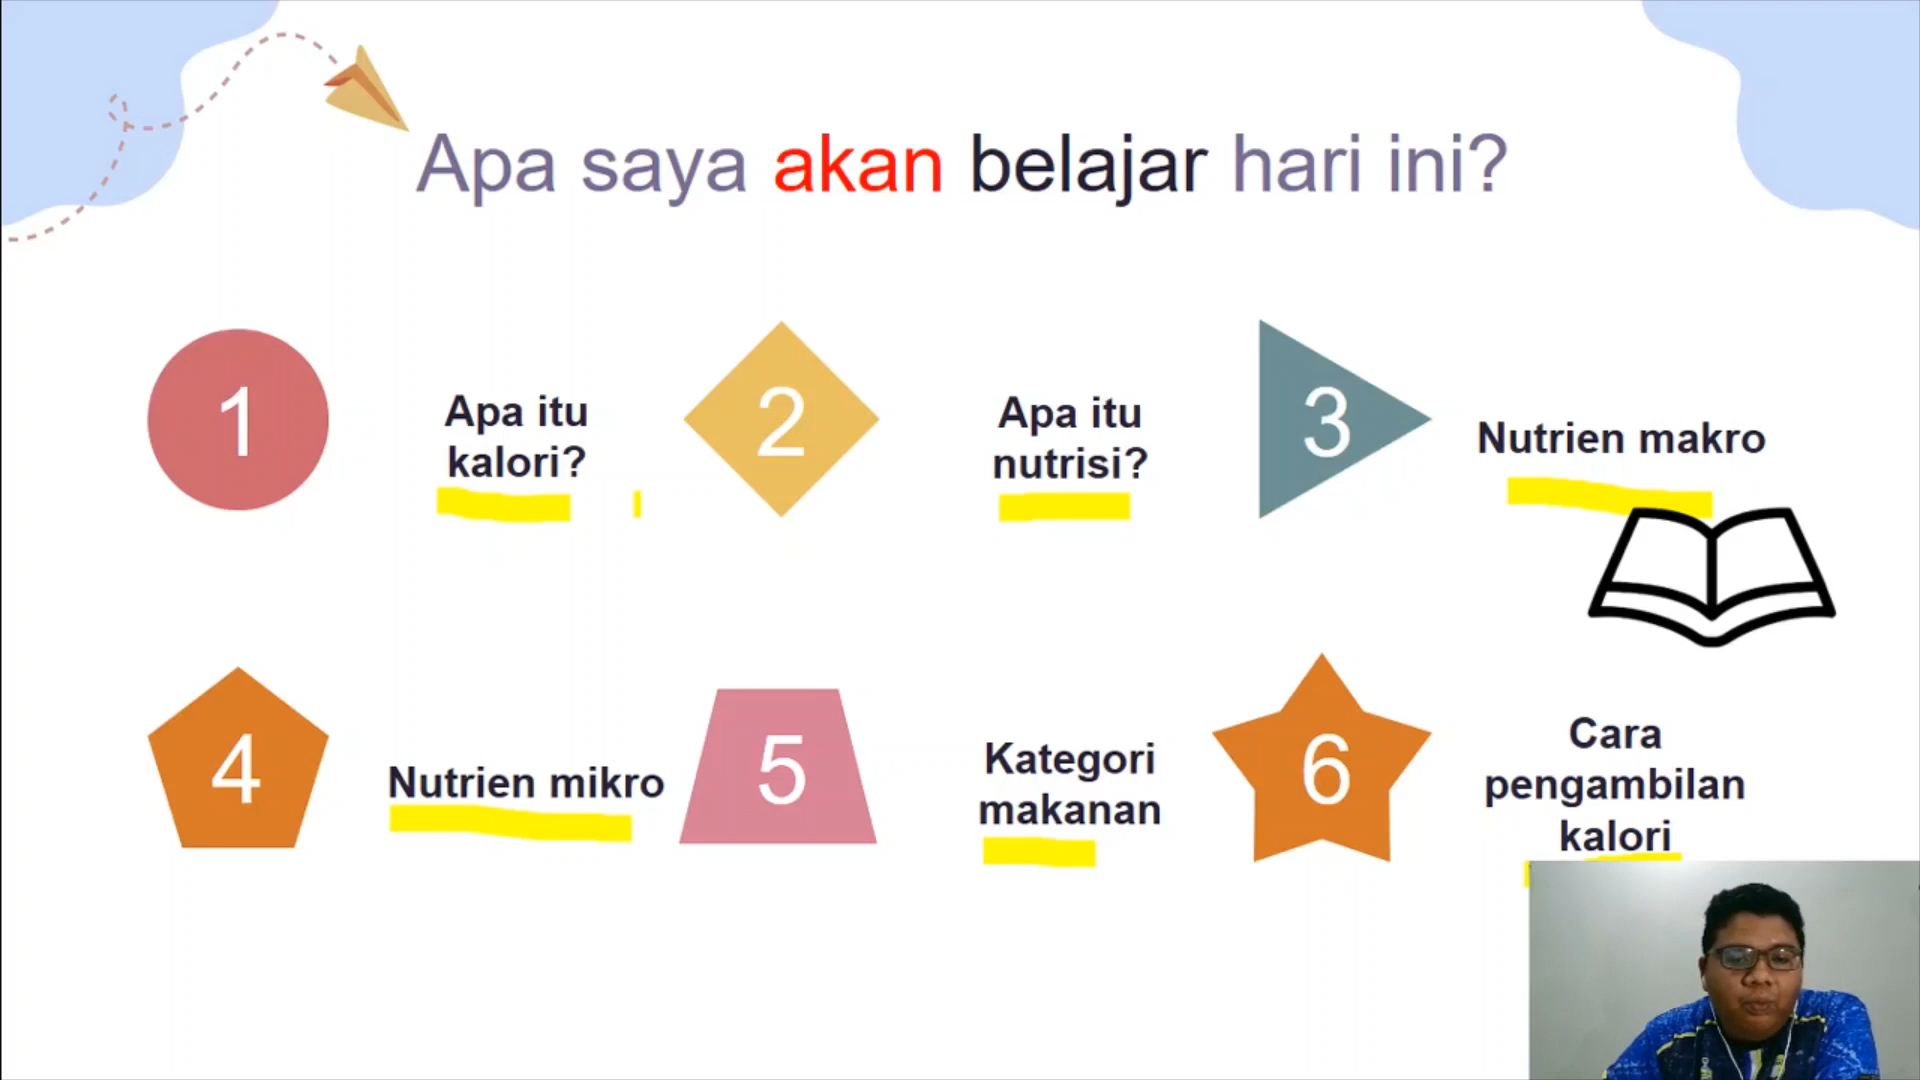 Apa saya akan belajar hari ini?
1
Apa itu
kalori?
2
Apa itu
nutrisi?
3
Nutrien makro
4
Nutrien mikro
5
Kategori
makanan
6
Cara
pengambilan
kalori